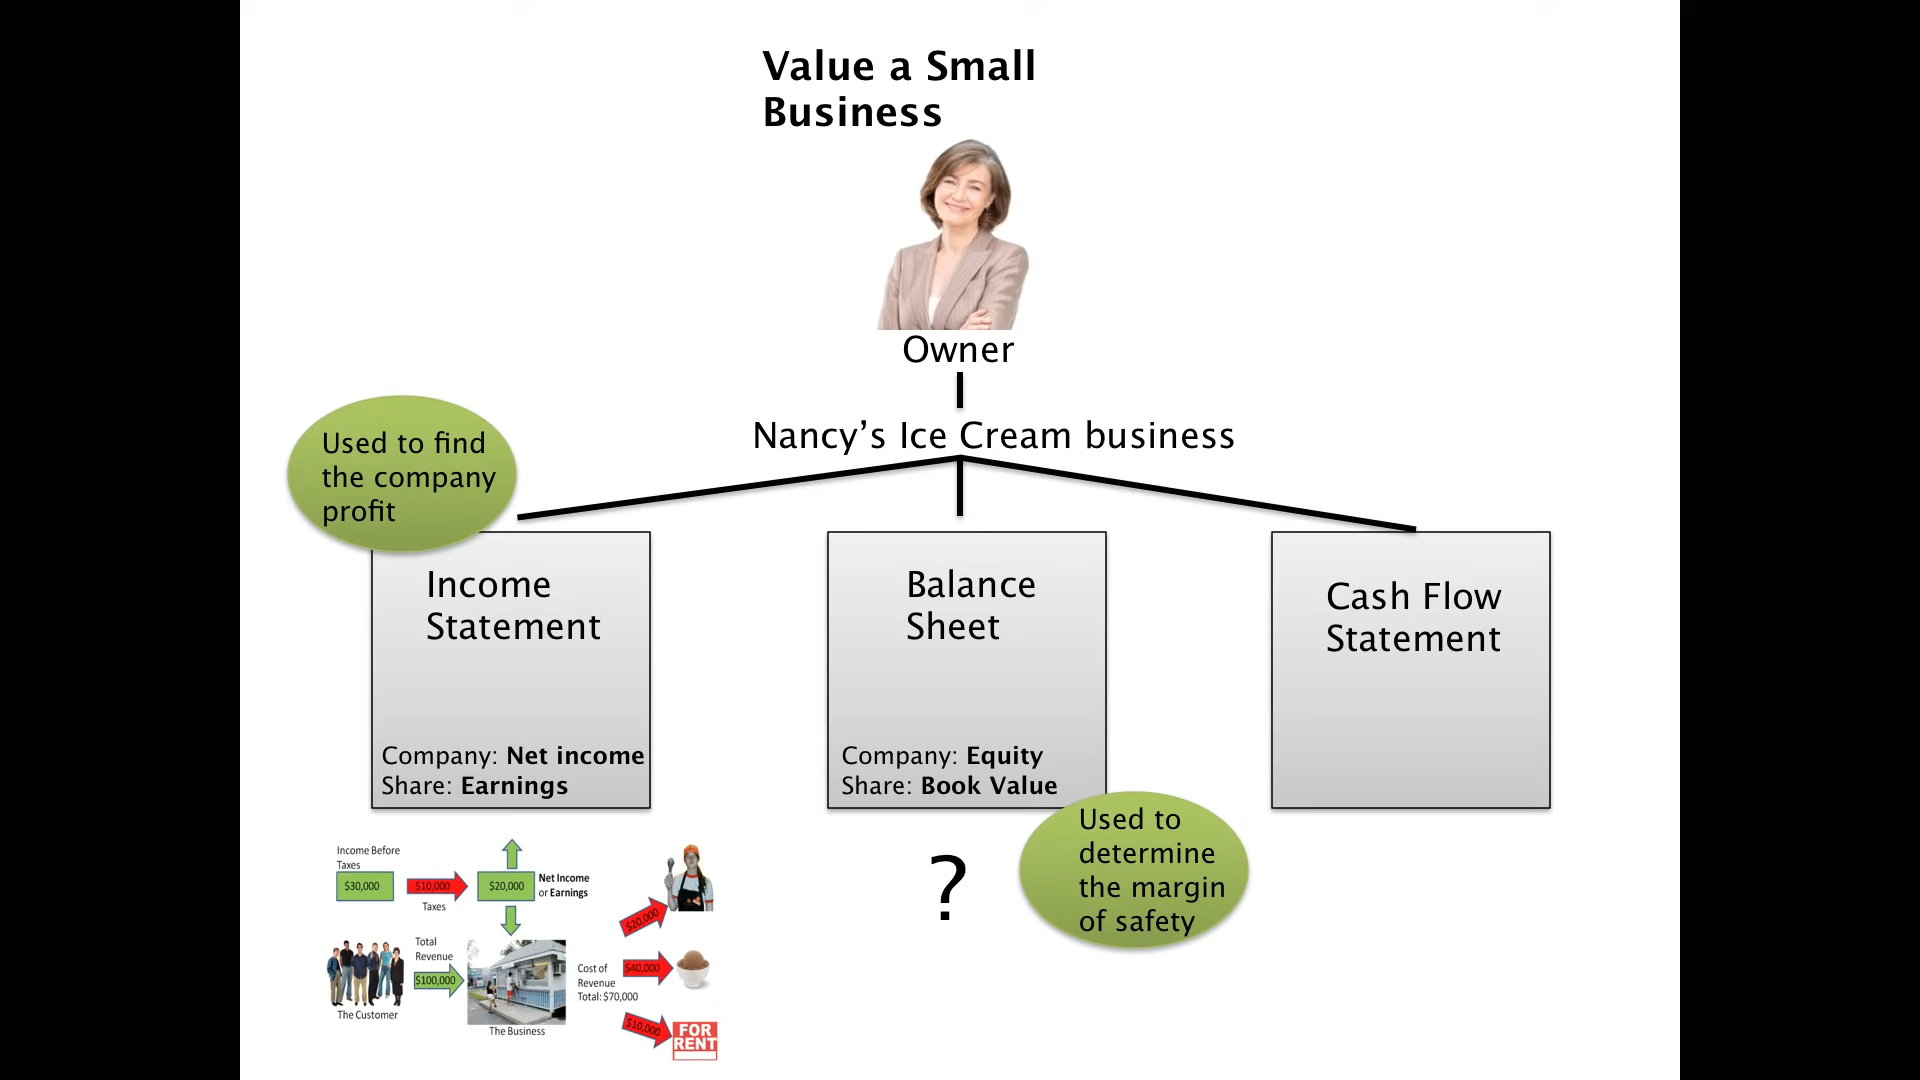 Value a Small
Business
Owner
Nancy’s Ice Cream business
Used to find
the company
profit
Income
Statement
Company: Net income
Share: Earnings
Balance
Sheet
Company: Equity
Share: Book Value
Cash Flow
Statement
Used to
determine
the margin
of safety
?
Income Before
Taxes
$30,000
$10,000
Taxes
$20,000
Net Income
or Earnings
The Customer
Total
Revenue
$100,000
The Business
Cost of
Revenue
Total: $70,000
$20,000
$40,000
$10,000
FOR
RENT